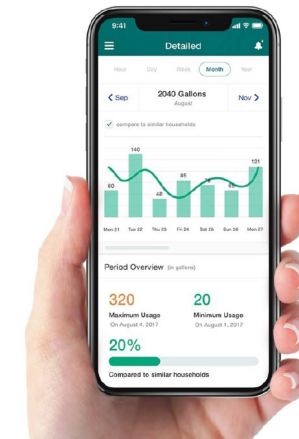 9:41
Detailed
Hour Day Week Month Year
Sep 2040 Gallons Nov
August
compare to similar households
140
121
85
60
48
Mon 21 Tue 22 Thu 23 Fri 24 Sat 25 Sun 26 Mon 27
Period Overview (in gallons)
320 20
Maximum Usage Minimum Usage
On August 4, 2017 On August 1, 2017
20%
Compared to similar households